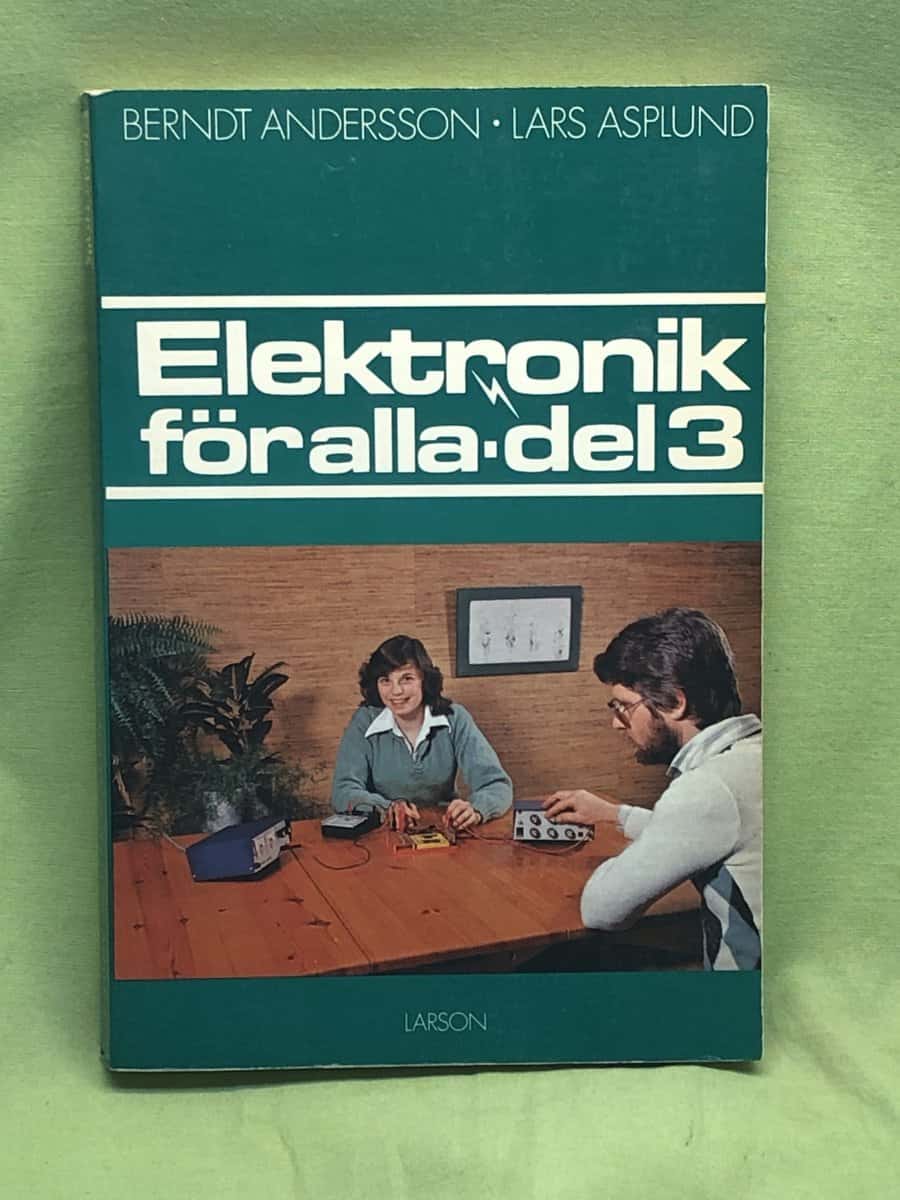 BERNDT ANDERSSON · LARS ASPLUND
Elektronik
för alla·del 3
LARSON